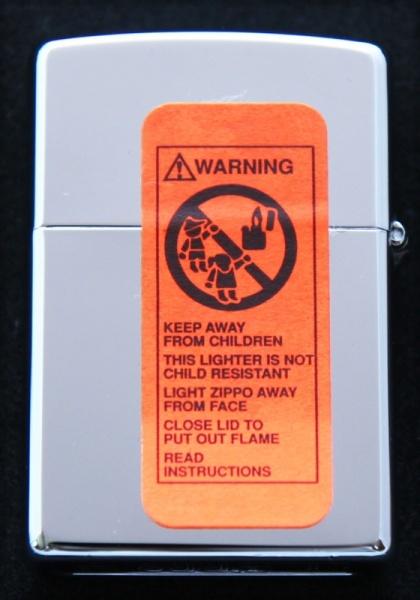 WARNING
KEEP AWAY
FROM CHILDREN
THIS LIGHTER IS NOT
CHILD RESISTANT
LIGHT ZIPPO AWAY
FROM FACE
CLOSE LID TO
PUT OUT FLAME
READ
INSTRUCTIONS